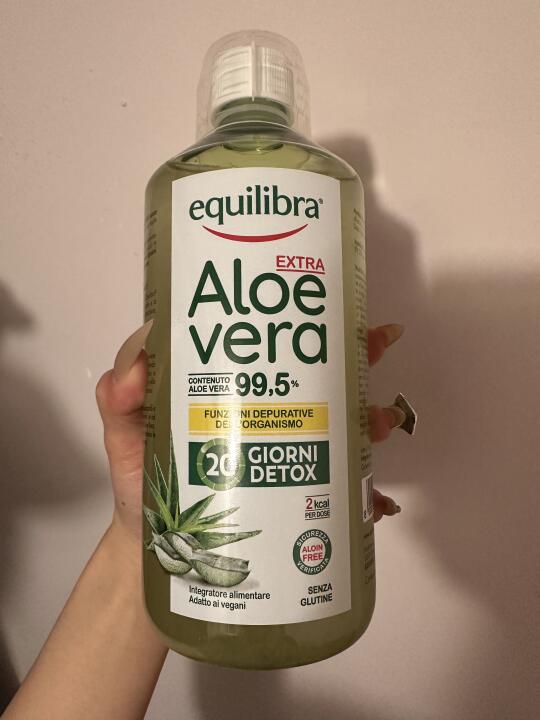 equilibra®
EXTRA
Aloe
vera
CONTENUTO
ALOE VERA
99,5%
FUNZIONI DEPURATIVE
DELL'ORGANISMO
20
GIORNI
DETOX
2 kcal
PER DOSE
SICUREZZA
ALOIN
FREE
VERIFICATA
Integratore alimentare
Adatto ai vegani
SENZA
GLUTINE